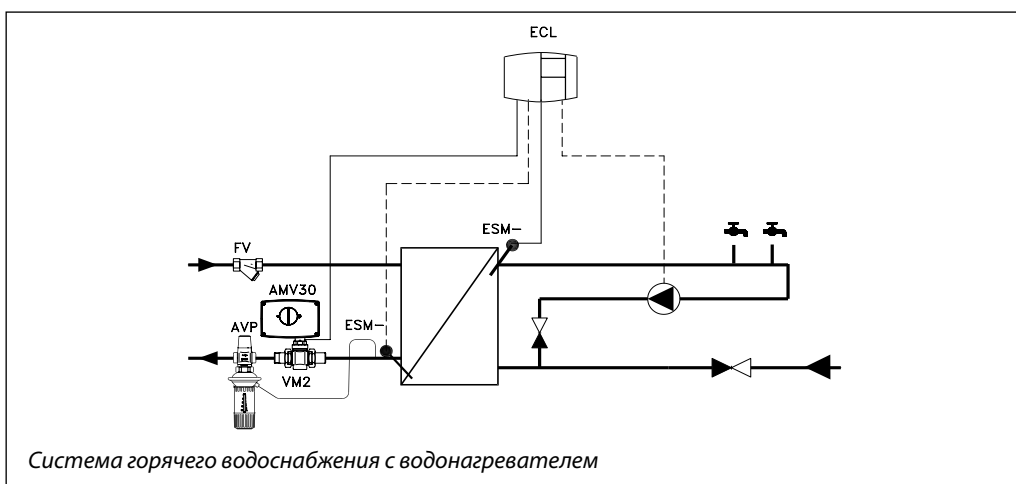 ECL
ESM-
FV
AMV30
ESM-
AVP
VM2
Система горячего водоснабжения с водонагревателем